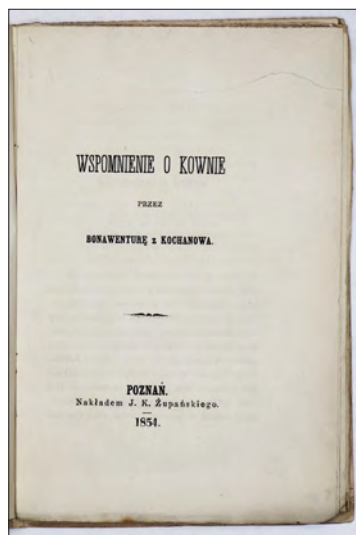 WSPOMNIENIE O KOWNIE
PRZEZ
BONAWENTURĘ z KOCHANOWA.
POZNAŃ.
Nakładem J. K. Żupańskiego.
1854.